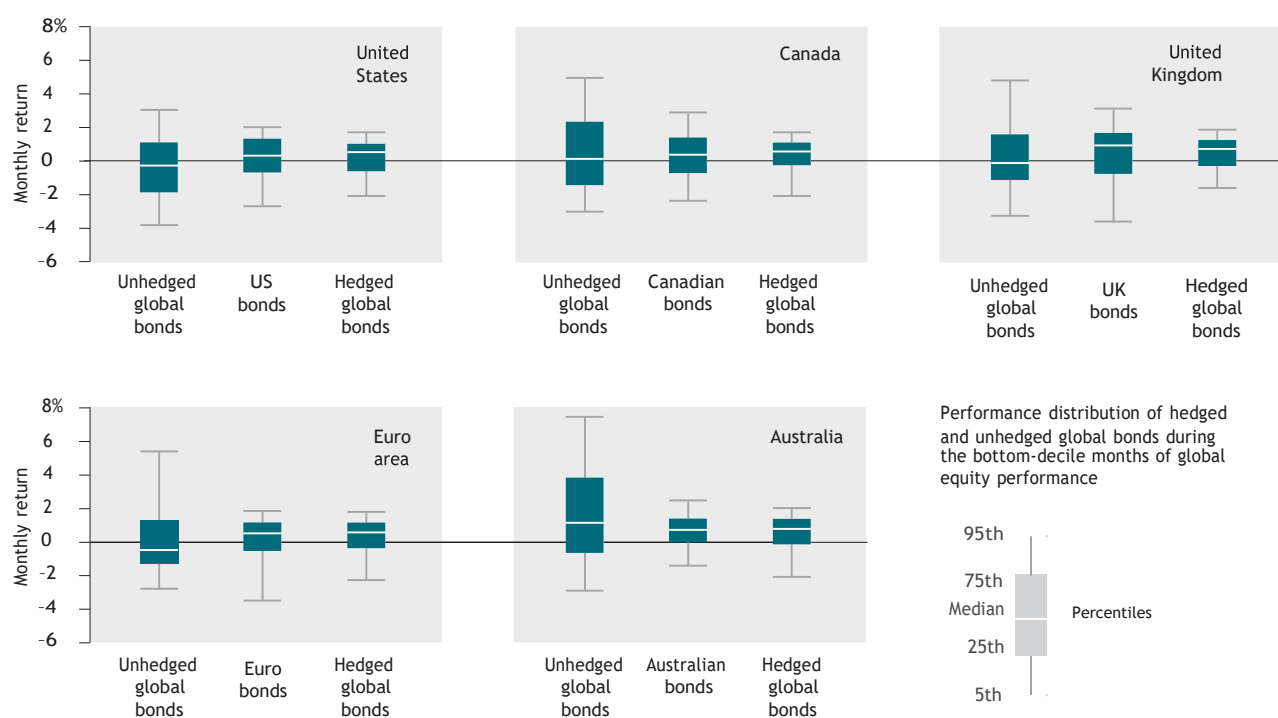 8%
6
4
2
0
-2
-4
-6
Monthly return
United
States
Unhedged
global
bonds
US
bonds
Hedged
global
bonds
Canada
Unhedged
global
bonds
Canadian
bonds
Hedged
global
bonds
United
Kingdom
Unhedged
global
bonds
UK
bonds
Hedged
global
bonds
8%
6
4
2
0
-2
-4
-6
Monthly return
Euro
area
Unhedged
global
bonds
Euro
bonds
Hedged
global
bonds
Australia
Unhedged
global
bonds
Australian
bonds
Hedged
global
bonds
Performance distribution of hedged
and unhedged global bonds during
the bottom-decile months of global
equity performance
95th
75th
Median
25th
5th
Percentiles